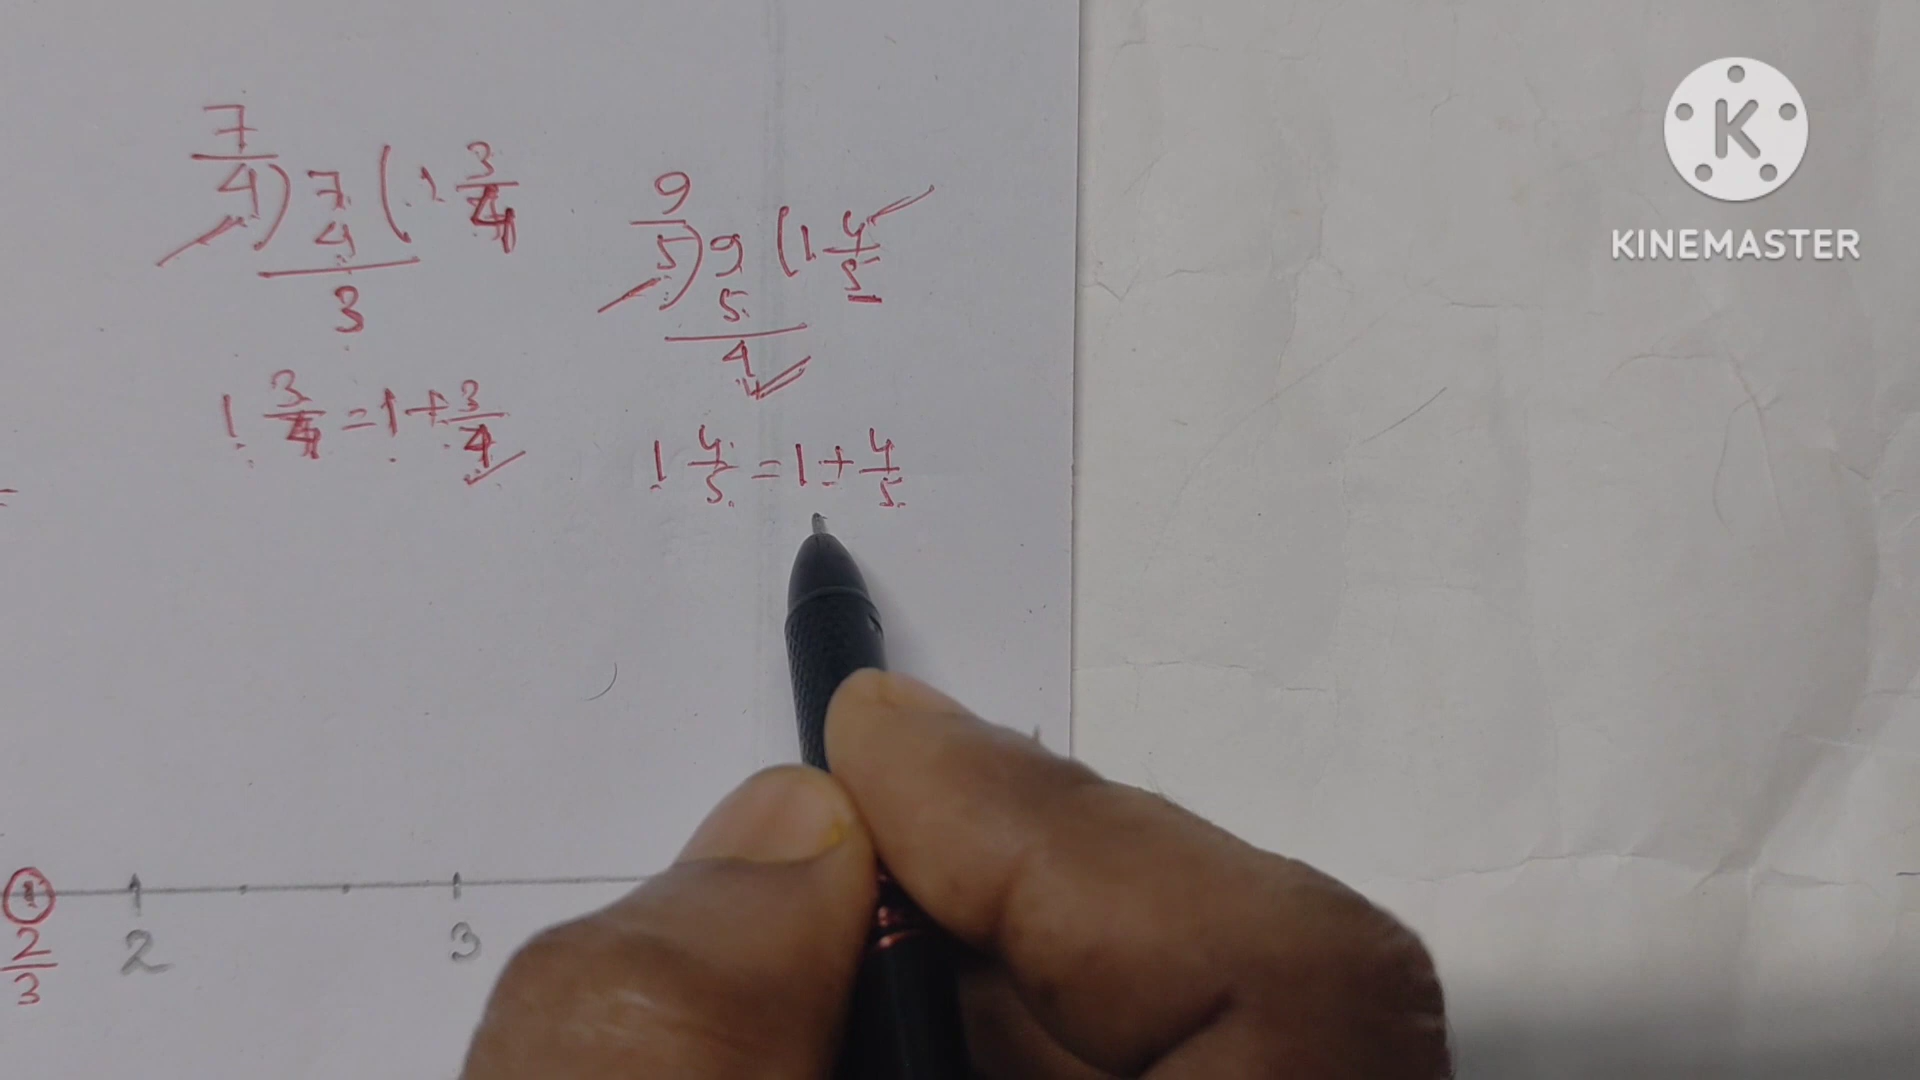 7/4
4) 7 ( 1 3/4
4
3
1 3/4 = 1 + 3/4
9/5
5) 9 ( 1 4/5
5
4
1 4/5 = 1 + 4/5
2/3 2 3
KINEMASTER